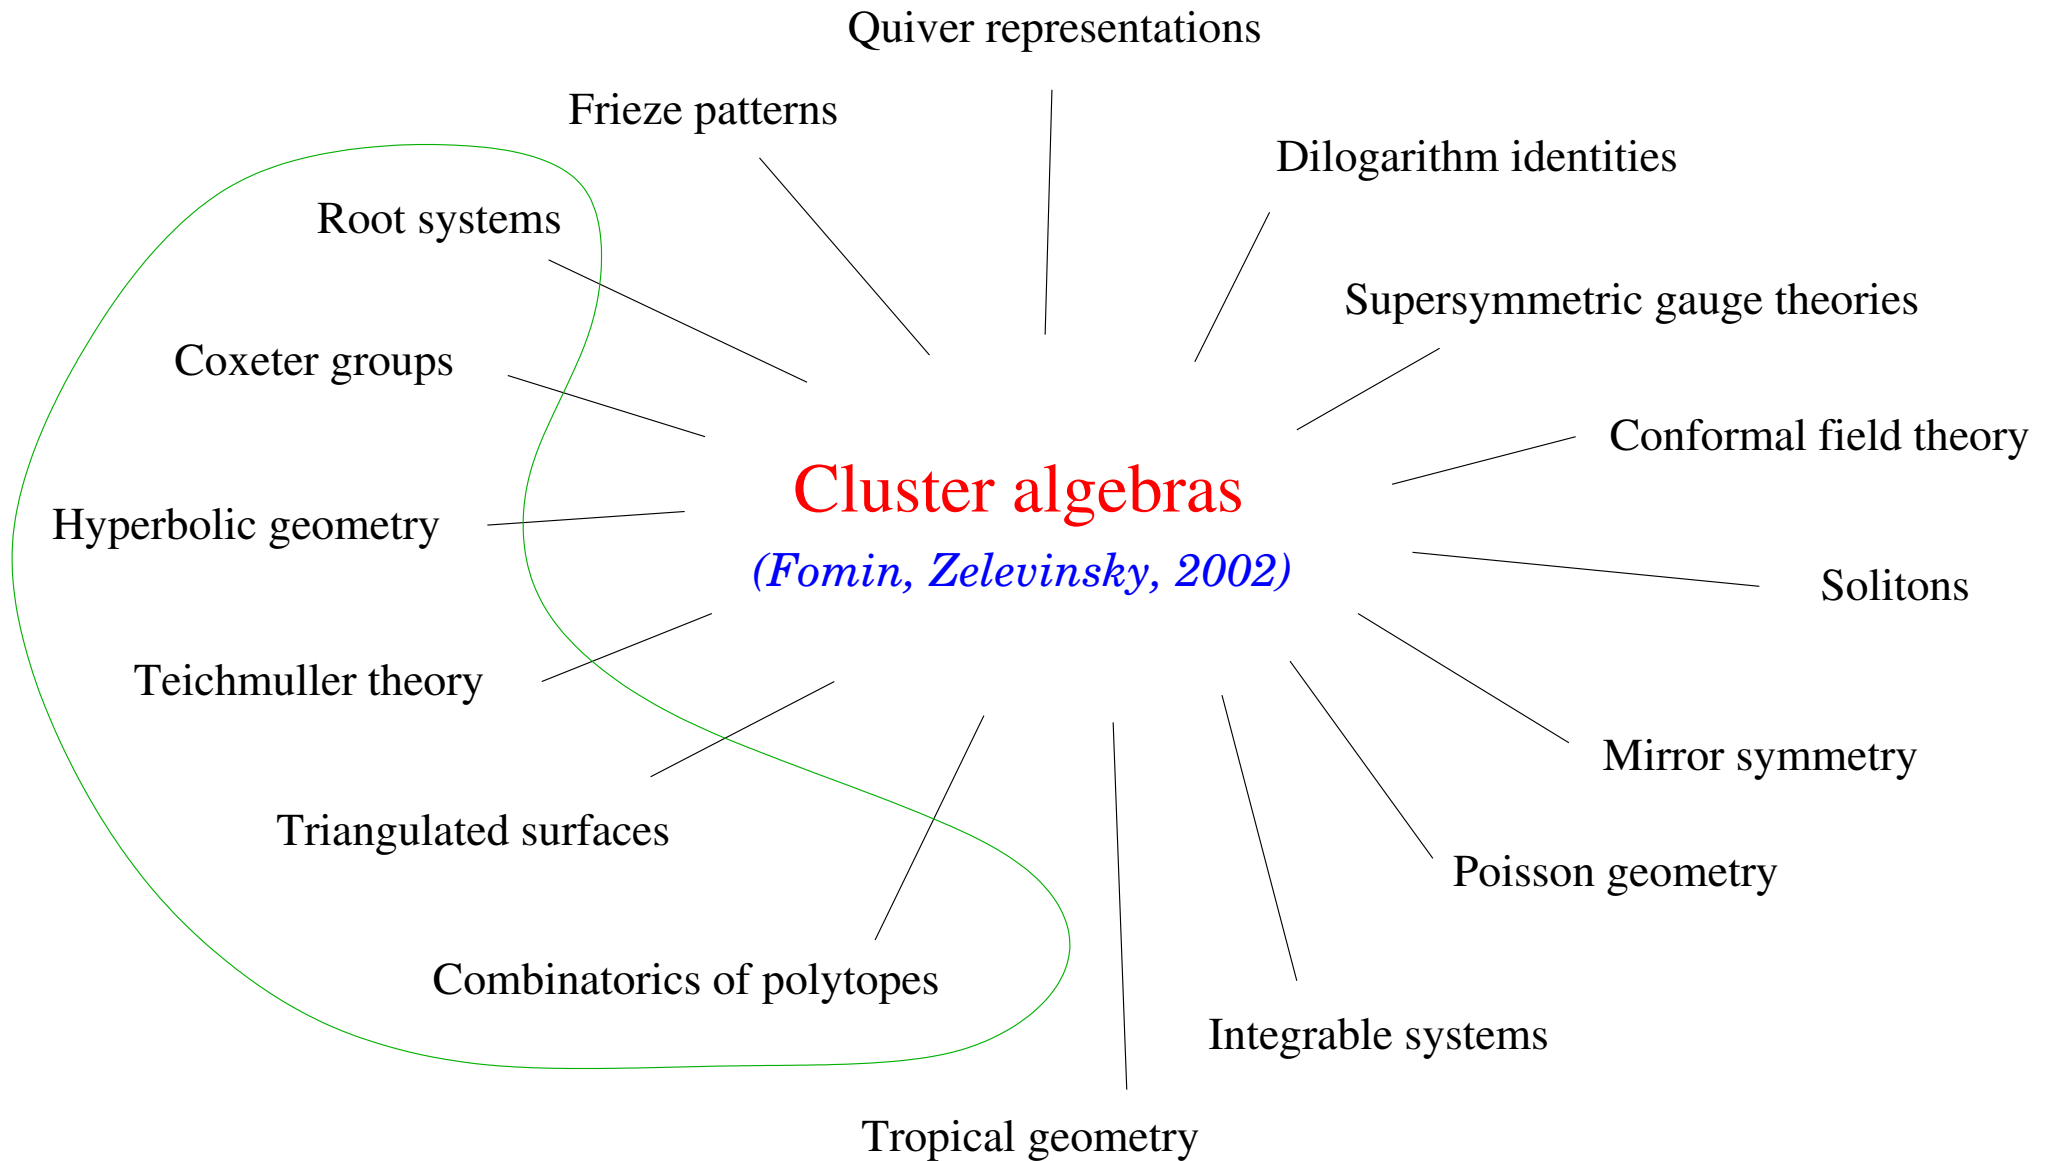 Quiver representations
Frieze patterns
Dilogarithm identities
Root systems
Supersymmetric gauge theories
Coxeter groups
Conformal field theory
Cluster algebras
(Fomin, Zelevinsky, 2002)
Hyperbolic geometry
Solitons
Teichmuller theory
Mirror symmetry
Triangulated surfaces
Poisson geometry
Combinatorics of polytopes
Integrable systems
Tropical geometry